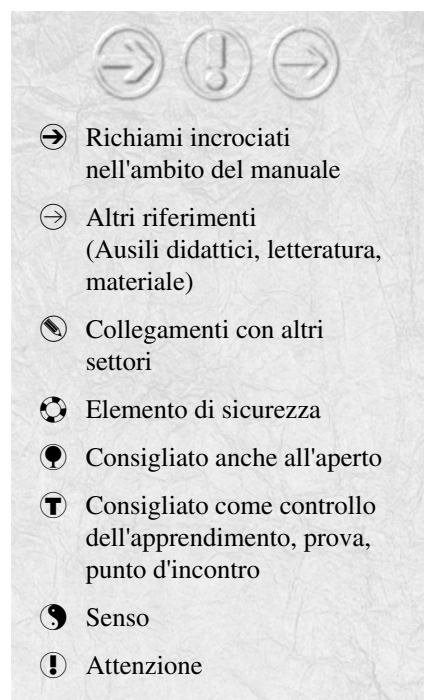 Richiami incrociati
nell'ambito del manuale
Altri riferimenti
(Ausili didattici, letteratura,
materiale)
Collegamenti con altri
settori
Elemento di sicurezza
Consigliato anche all'aperto
T Consigliato come controllo
dell'apprendimento, prova,
punto d'incontro
Senso
! Attenzione